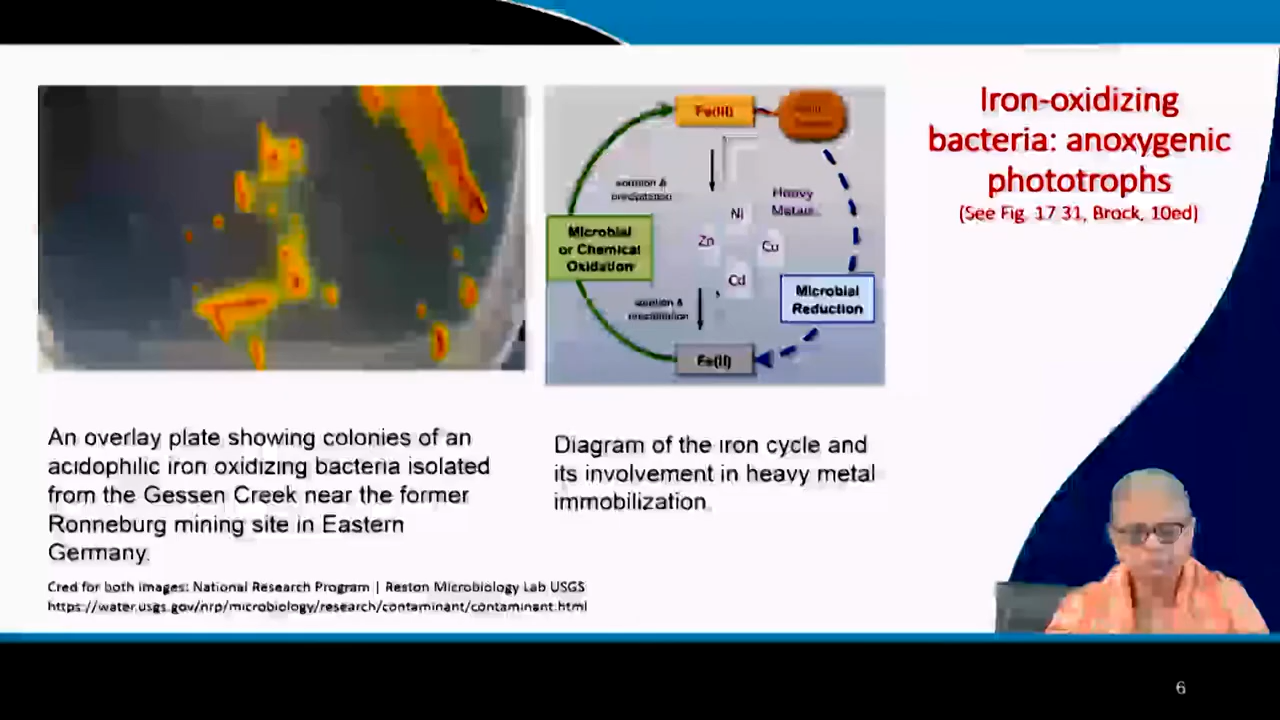 Iron-oxidizing
bacteria: anoxygenic
phototrophs
(See Fig. 17 31, Brock, 10ed)
Fe(III)
sorption &
precipitation
Heavy
Metals
Ni
Zn
Cu
Cd
Microbial
or Chemical
Oxidation
Microbial
Reduction
sorption &
precipitation
Fe(II)
An overlay plate showing colonies of an
acidophilic iron oxidizing bacteria isolated
from the Gessen Creek near the former
Ronneburg mining site in Eastern
Germany.
Diagram of the iron cycle and
its involvement in heavy metal
immobilization.
Cred for both images: National Research Program | Reston Microbiology Lab USGS
https://water.usgs.gov/nrp/microbiology/research/contaminant/contaminant.html
6